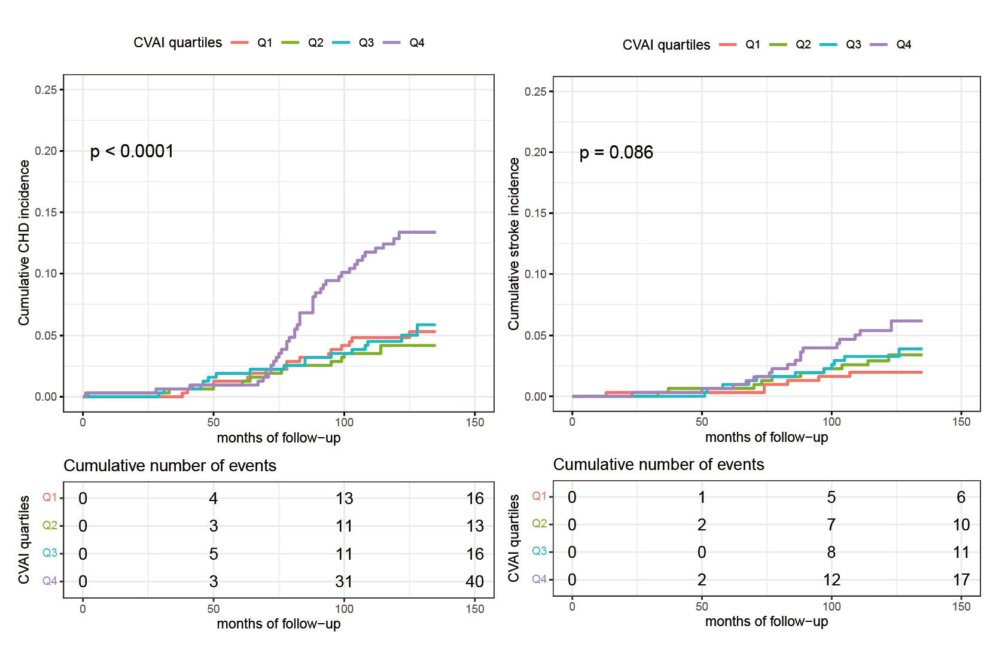 CVAI quartiles Q1 Q2 Q3 Q4
0.25
0.20
0.15
0.10
0.05
0.00
Cumulative CHD incidence
p < 0.0001
0 50 100 150
months of follow−up
Cumulative number of events
CVAI quartiles
Q1 0 4 13 16
Q2 0 3 11 13
Q3 0 5 11 16
Q4 0 3 31 40
0 50 100 150
months of follow−up
CVAI quartiles Q1 Q2 Q3 Q4
0.25
0.20
0.15
0.10
0.05
0.00
Cumulative stroke incidence
p = 0.086
0 50 100 150
months of follow−up
Cumulative number of events
CVAI quartiles
Q1 0 1 5 6
Q2 0 2 7 10
Q3 0 0 8 11
Q4 0 2 12 17
0 50 100 150
months of follow−up